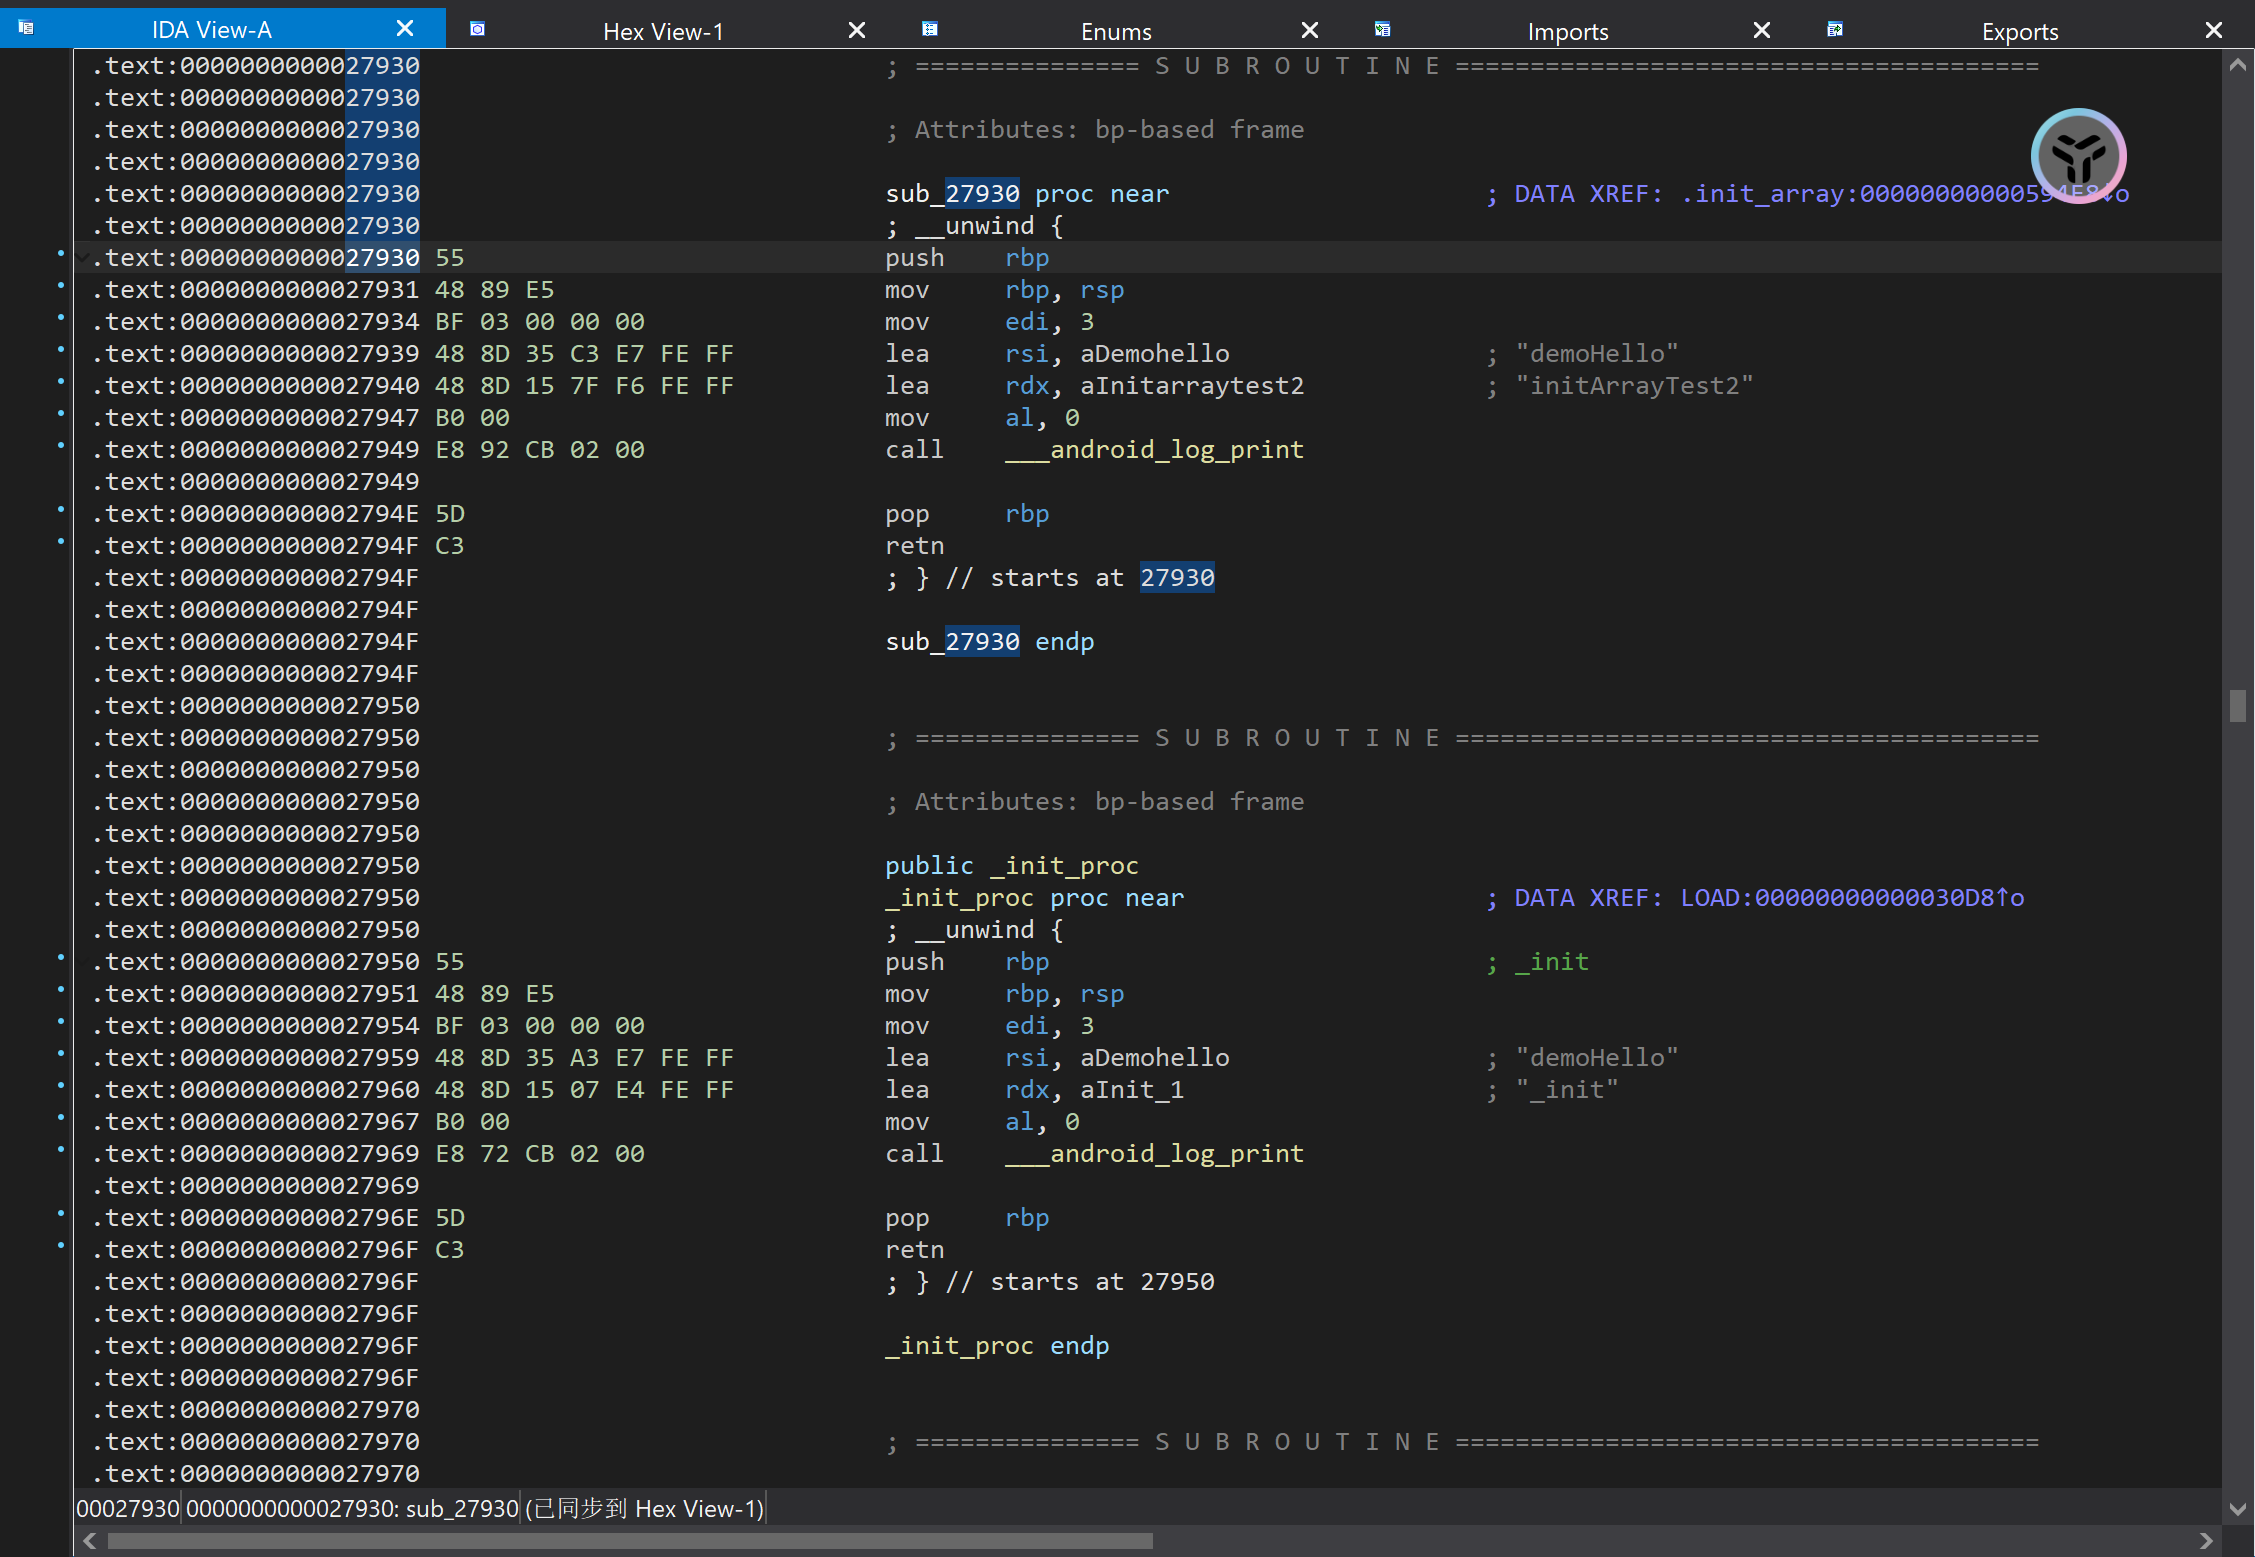 IDA View-A Hex View-1 Enums Imports Exports
.text:0000000000027930 ; =============== S U B R O U T I N E =======================================
.text:0000000000027930
.text:0000000000027930 ; Attributes: bp-based frame
.text:0000000000027930
.text:0000000000027930 sub_27930 proc near ; DATA XREF: .init_array:00000000000594E8↓o
.text:0000000000027930 ; __unwind {
.text:0000000000027930 55 push rbp
.text:0000000000027931 48 89 E5 mov rbp, rsp
.text:0000000000027934 BF 03 00 00 00 mov edi, 3
.text:0000000000027939 48 8D 35 C3 E7 FE FF lea rsi, aDemohello ; "demoHello"
.text:0000000000027940 48 8D 15 7F F6 FE FF lea rdx, aInitarraytest2 ; "initArrayTest2"
.text:0000000000027947 B0 00 mov al, 0
.text:0000000000027949 E8 92 CB 02 00 call ___android_log_print
.text:0000000000027949
.text:000000000002794E 5D pop rbp
.text:000000000002794F C3 retn
.text:000000000002794F ; } // starts at 27930
.text:000000000002794F
.text:000000000002794F sub_27930 endp
.text:000000000002794F
.text:0000000000027950
.text:0000000000027950 ; =============== S U B R O U T I N E =======================================
.text:0000000000027950
.text:0000000000027950 ; Attributes: bp-based frame
.text:0000000000027950
.text:0000000000027950 public _init_proc
.text:0000000000027950 _init_proc proc near ; DATA XREF: LOAD:00000000000030D8↑o
.text:0000000000027950 ; __unwind {
.text:0000000000027950 55 push rbp ; _init
.text:0000000000027951 48 89 E5 mov rbp, rsp
.text:0000000000027954 BF 03 00 00 00 mov edi, 3
.text:0000000000027959 48 8D 35 A3 E7 FE FF lea rsi, aDemohello ; "demoHello"
.text:0000000000027960 48 8D 15 07 E4 FE FF lea rdx, aInit_1 ; "_init"
.text:0000000000027967 B0 00 mov al, 0
.text:0000000000027969 E8 72 CB 02 00 call ___android_log_print
.text:0000000000027969
.text:000000000002796E 5D pop rbp
.text:000000000002796F C3 retn
.text:000000000002796F ; } // starts at 27950
.text:000000000002796F
.text:000000000002796F _init_proc endp
.text:000000000002796F
.text:0000000000027970
.text:0000000000027970 ; =============== S U B R O U T I N E =======================================
.text:0000000000027970
00027930 0000000000027930: sub_27930 (已同步到 Hex View-1)